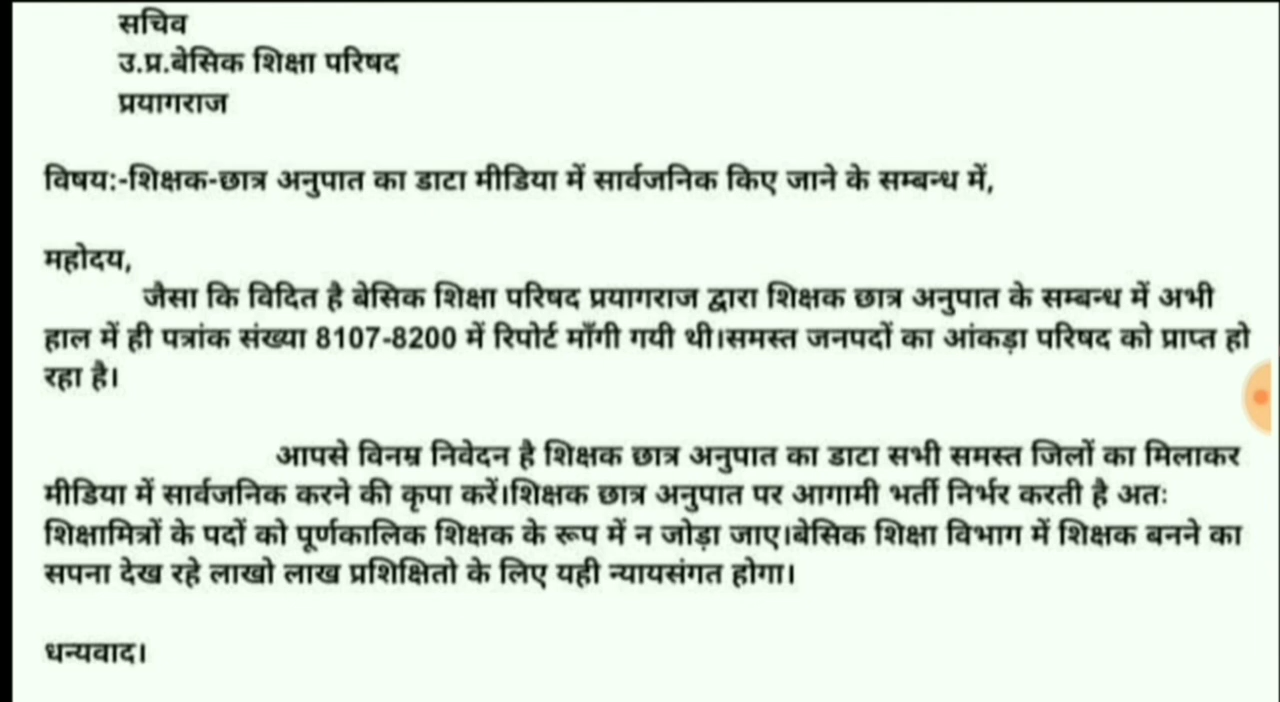 सचिव
उ.प्र.बेसिक शिक्षा परिषद
प्रयागराज
विषय:-शिक्षक-छात्र अनुपात का डाटा मीडिया में सार्वजनिक किए जाने के सम्बन्ध में,
महोदय,
जैसा कि विदित है बेसिक शिक्षा परिषद प्रयागराज द्वारा शिक्षक छात्र अनुपात के सम्बन्ध में अभी
हाल में ही पत्रांक संख्या 8107-8200 में रिपोर्ट माँगी गयी थी।समस्त जनपदों का आंकड़ा परिषद को प्राप्त हो
रहा है।
आपसे विनम्र निवेदन है शिक्षक छात्र अनुपात का डाटा सभी समस्त जिलों का मिलाकर
मीडिया में सार्वजनिक करने की कृपा करें।शिक्षक छात्र अनुपात पर आगामी भर्ती निर्भर करती है अतः
शिक्षामित्रों के पदों को पूर्णकालिक शिक्षक के रूप में न जोड़ा जाए।बेसिक शिक्षा विभाग में शिक्षक बनने का
सपना देख रहे लाखो लाख प्रशिक्षितो के लिए यही न्यायसंगत होगा।
धन्यवाद।